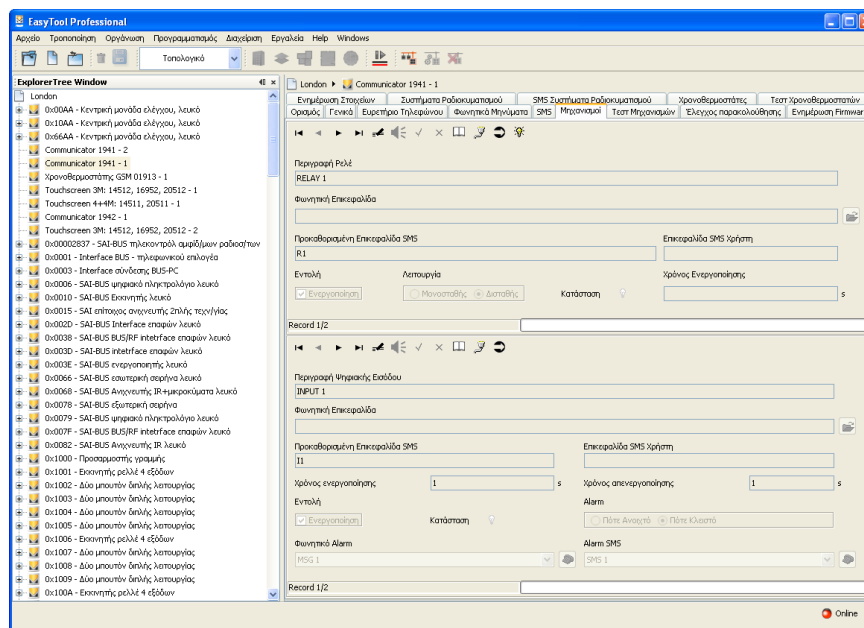 EasyTool Professional
Αρχείο Τροποποίηση Οργάνωση Προγραμματισμός Διαχείριση Εργαλεία Help Windows
Τοπολογικό
ExplorerTree Window
London
0x00AA - Κεντρική μονάδα ελέγχου, λευκό
0x10AA - Κεντρική μονάδα ελέγχου, λευκό
0x66AA - Κεντρική μονάδα ελέγχου, λευκό
Communicator 1941 - 2
Communicator 1941 - 1
Χρονοθερμοστάτης GSM 01913 - 1
Touchscreen 3M: 14512, 16952, 20512 - 1
Touchscreen 4+4M: 14511, 20511 - 1
Communicator 1942 - 1
Touchscreen 3M: 14512, 16952, 20512 - 2
0x00002837 - SAI-BUS τηλεκοντρόλ αμφίδ/μων ραδιοσ/των
0x0001 - Interface BUS - τηλεφωνικού επιλογέα
0x0003 - Interface σύνδεσης BUS-PC
0x0006 - SAI-BUS ψηφιακό πληκτρολόγιο λευκό
0x0010 - SAI-BUS Εκκινητής λευκό
0x0015 - SAI επίτοιχος ανιχνευτής 2πλής τεχν/γίας
0x002D - SAI-BUS Interface επαφών λευκό
0x0038 - SAI-BUS BUS/RF intetrface επαφών λευκό
0x003D - SAI-BUS intetrface επαφών λευκό
0x003E - SAI-BUS ενεργοποιητής λευκό
0x0066 - SAI-BUS εσωτερική σειρήνα λευκό
0x0068 - SAI-BUS Ανιχνευτής IR+μικροκύματα λευκό
0x0078 - SAI-BUS εξωτερική σειρήνα
0x0079 - SAI-BUS ψηφιακό πληκτρολόγιο λευκό
0x007F - SAI-BUS BUS/RF intetrface επαφών λευκό
0x0082 - SAI-BUS Ανιχνευτής IR λευκό
0x1000 - Προσαρμοστής γραμμής
0x1001 - Εκκινητής ρελλέ 4 εξόδων
0x1002 - Δύο μπουτόν διπλής λειτουργίας
0x1003 - Δύο μπουτόν διπλής λειτουργίας
0x1004 - Δύο μπουτόν διπλής λειτουργίας
0x1005 - Δύο μπουτόν διπλής λειτουργίας
0x1006 - Εκκινητής ρελλέ 4 εξόδων
0x1007 - Δύο μπουτόν διπλής λειτουργίας
0x1008 - Δύο μπουτόν διπλής λειτουργίας
0x1009 - Δύο μπουτόν διπλής λειτουργίας
0x100A - Εκκινητής ρελλέ 4 εξόδων
London Communicator 1941 - 1
Ενημέρωση Στοιχείων Συστήματα Ραδιοκυματισμού SMS Συστήματα Ραδιοκυματισμού Χρονοθερμοστάτες Τεστ Χρονοθερμοστατών
Ορισμός Γενικά Ευρετήριο Τηλεφώνου Φωνητικά Μηνύματα SMS Μηχανισμοί Τεστ Μηχανισμών Έλεγχος παρακολούθησης Ενημέρωση Firmwar
Περιγραφή Ρελέ
RELAY 1
Φωνητική Επικεφαλίδα
Προκαθορισμένη Επικεφαλίδα SMS Επικεφαλίδα SMS Χρήστη
R1
Εντολή Λειτουργία Χρόνος Ενεργοποίησης
Ενεργοποίηση Μονοσταθής Δισταθής Κατάσταση s
Record 1/2
Περιγραφή Ψηφιακής Εισόδου
INPUT 1
Φωνητική Επικεφαλίδα
Προκαθορισμένη Επικεφαλίδα SMS Επικεφαλίδα SMS Χρήστη
I1
Χρόνος ενεργοποίησης 1 s Χρόνος απενεργοποίησης 1 s
Εντολή Alarm
Ενεργοποίηση Κατάσταση Πότε Ανοιχτό Πότε Κλειστό
Φωνητικό Alarm Alarm SMS
MSG 1 SMS 1
Record 1/2
Online